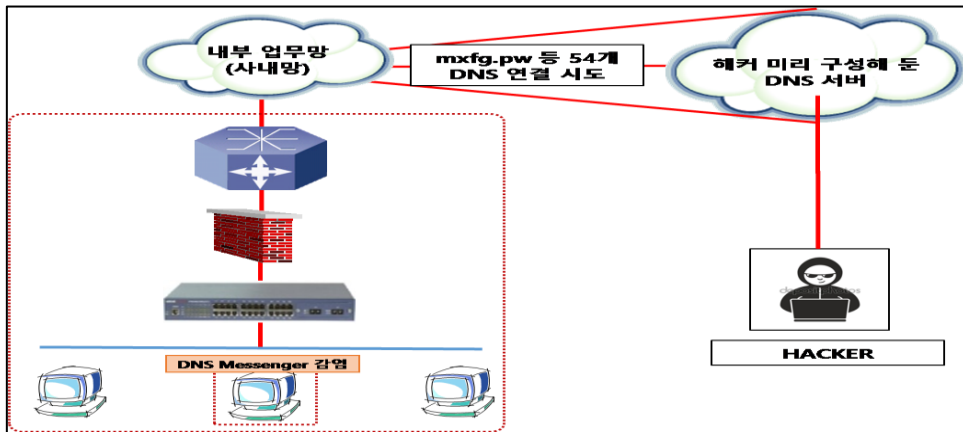 내부 업무망
(사내망)
mxfg.pw 등 54개
DNS 연결 시도
해커 미리 구성해 둔
DNS 서버
DNS Messenger 감염
HACKER